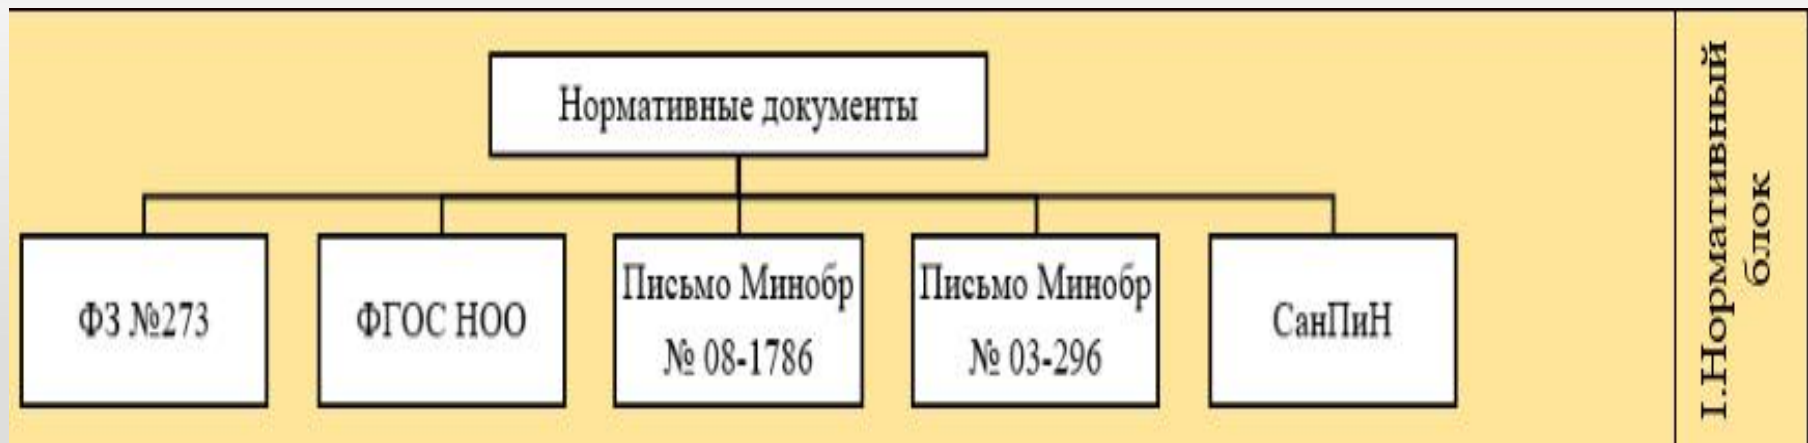 Нормативные документы
ФЗ №273
ФГОС НОО
Письмо Минобр
№ 08-1786
Письмо Минобр
№ 03-296
СанПиН
I.Нормативный
блок